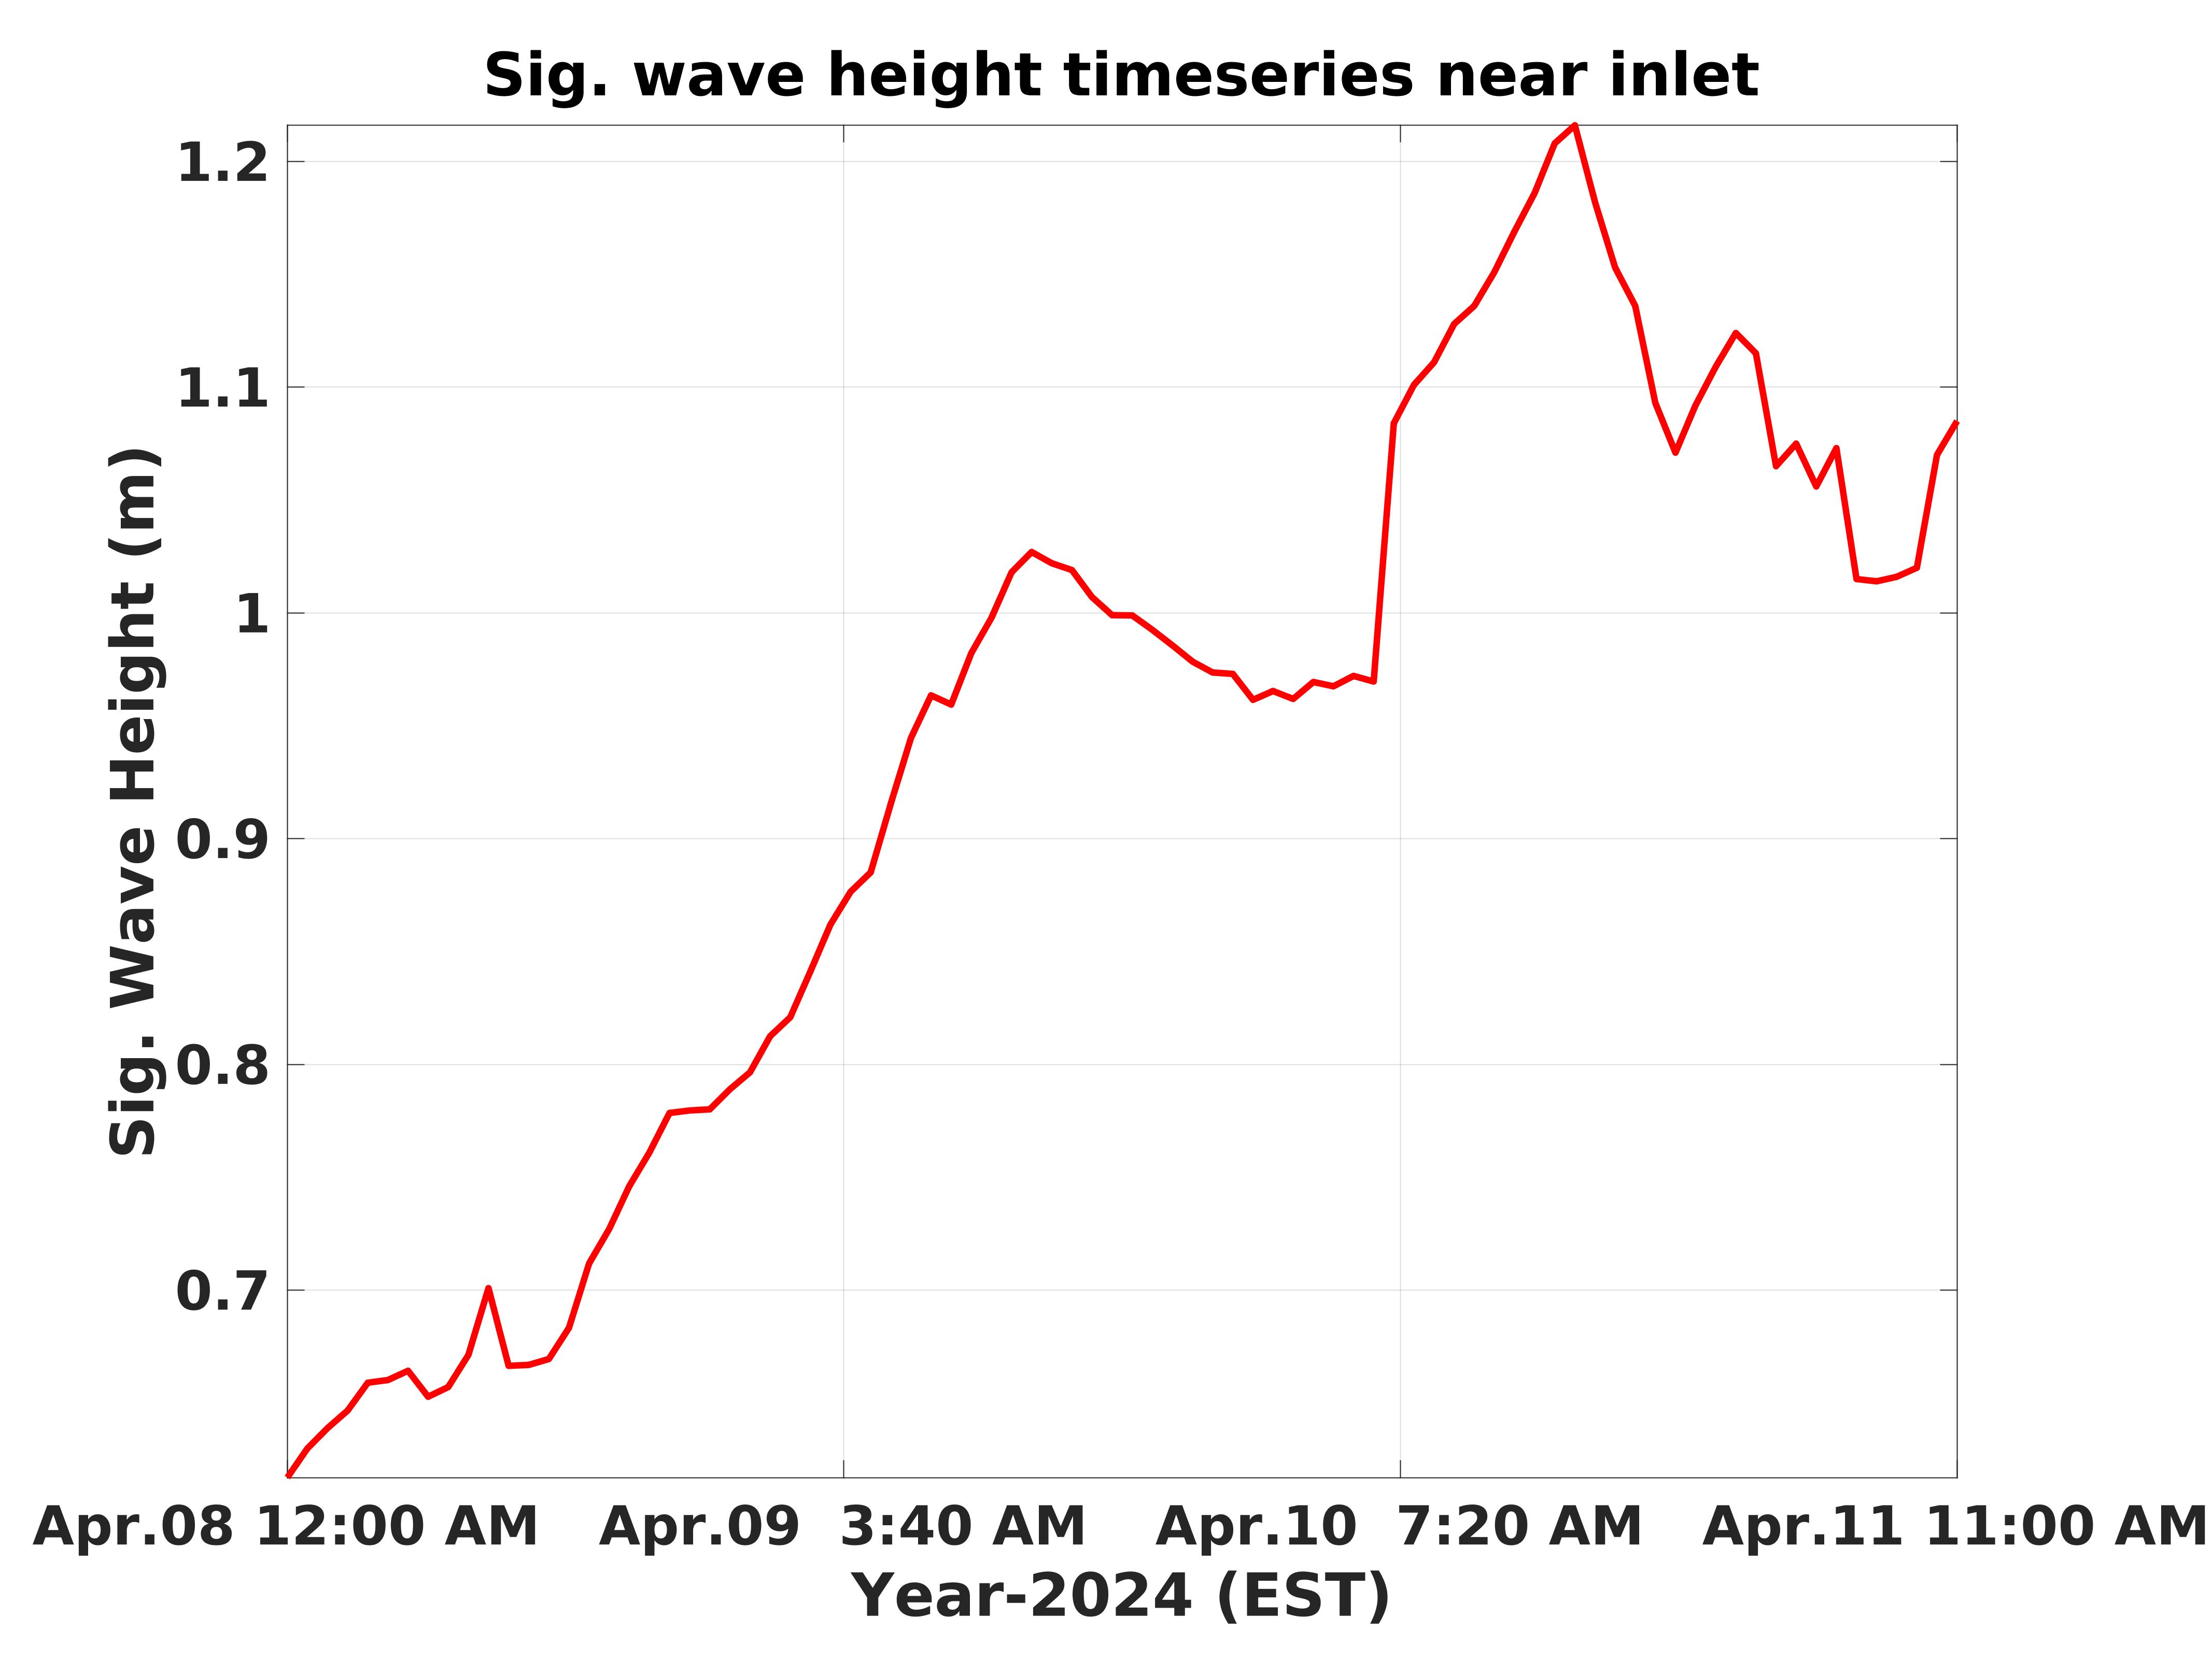 Sig. wave height timeseries near inlet
Sig. Wave Height (m)
1.2
1.1
1
0.9
0.8
0.7
Apr.08 12:00 AM Apr.09 3:40 AM Apr.10 7:20 AM Apr.11 11:00 AM
Year-2024 (EST)